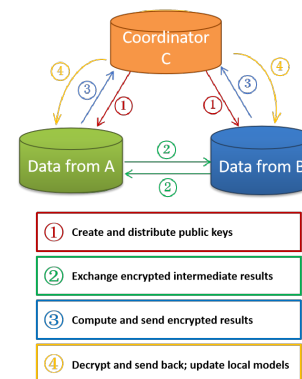 Coordinator
C
④ ④
③ ③
① ①
②
Data from A Data from B
②
① Create and distribute public keys
② Exchange encrypted intermediate results
③ Compute and send encrypted results
④ Decrypt and send back; update local models